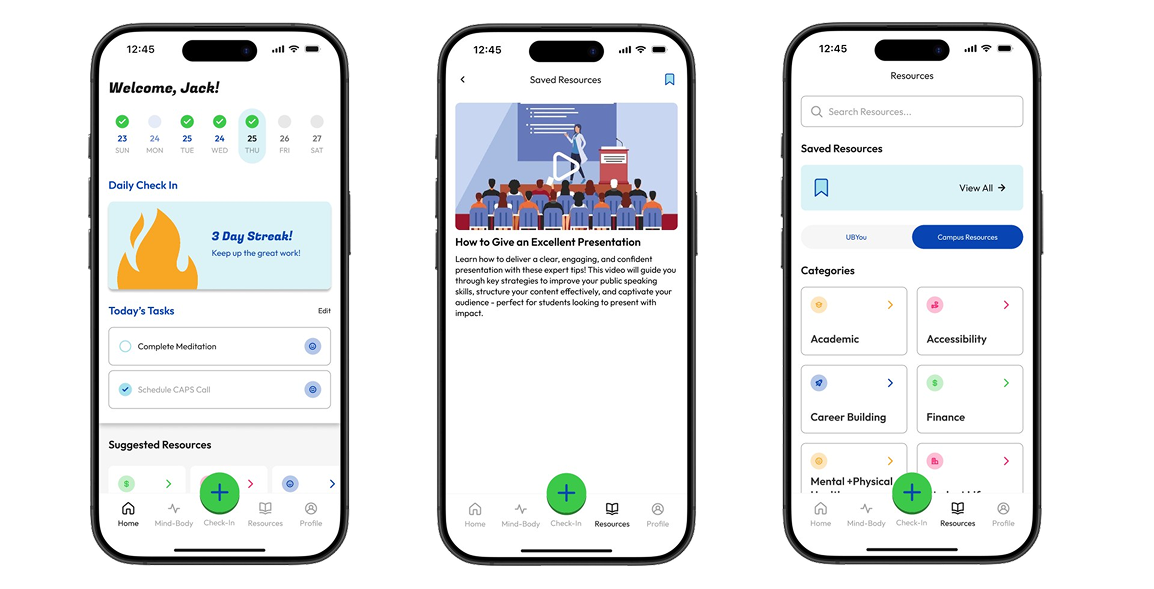 12:45
Welcome, Jack!
23 24 25 24 25 26 27
SUN MON TUE WED THU FRI SAT
Daily Check In
3 Day Streak!
Keep up the great work!
Today's Tasks Edit
Complete Meditation
Schedule CAPS Call
Suggested Resources
$
Home Mind-Body Check-In Resources Profile
12:45
Saved Resources
How to Give an Excellent Presentation
Learn how to deliver a clear, engaging, and confident
presentation with these expert tips! This video will guide you
through key strategies to improve your public speaking
skills, structure your content effectively, and captivate your
audience - perfect for students looking to present with
impact.
Home Mind-Body Check-In Resources Profile
12:45
Resources
Search Resources...
Saved Resources
View All
UBYou Campus Resources
Categories
Academic Accessibility
Career Building $ Finance
Mental +Physical
Home Mind-Body Check-In Resources Profile